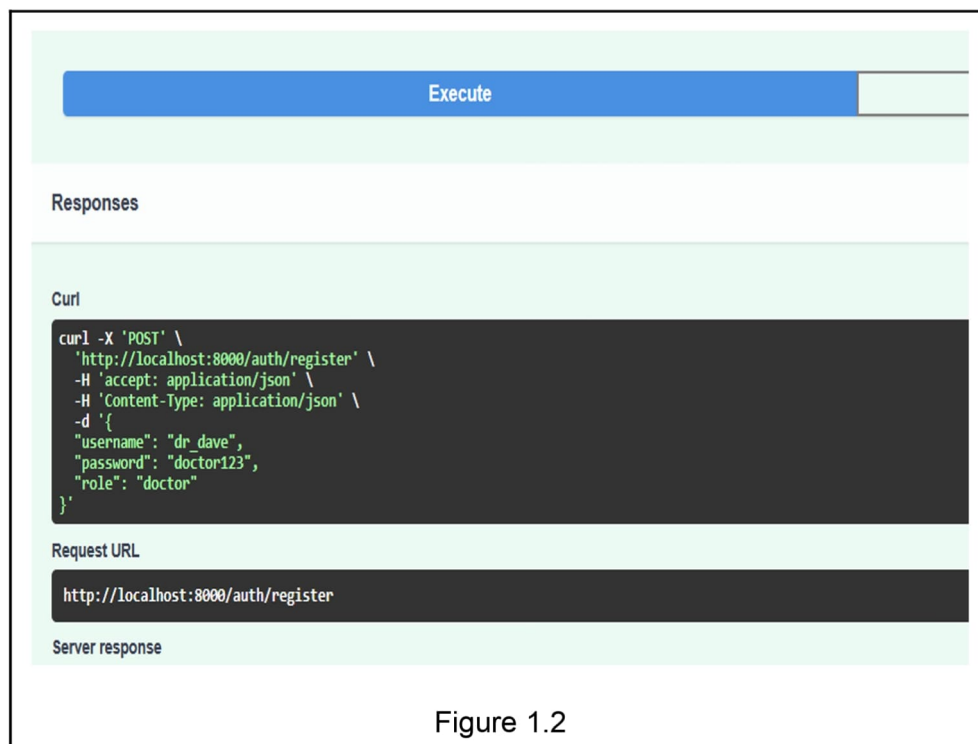 Execute
Responses
Curl
curl -X 'POST' \
  'http://localhost:8000/auth/register' \
  -H 'accept: application/json' \
  -H 'Content-Type: application/json' \
  -d '{
  "username": "dr_dave",
  "password": "doctor123",
  "role": "doctor"
}'
Request URL
http://localhost:8000/auth/register
Server response
Figure 1.2